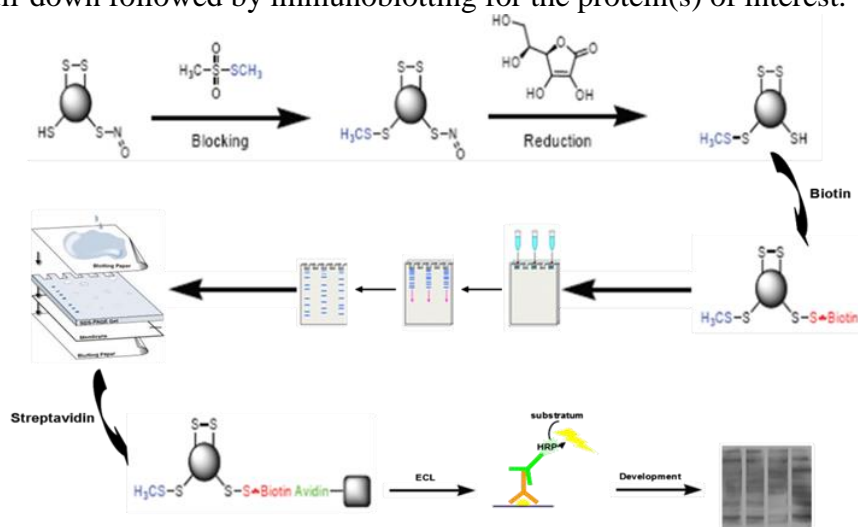 followed by immunoblotting for the protein(s) of interest.
S-S
HS
S-N
O
H₃C-S-SCH₃
O
O
Blocking
S-S
H₃CS-S
S-N
O
HO
HO
O
O
HO OH
Reduction
S-S
H₃CS-S
SH
Biotin
S-S
H₃CS-S
S-S-Biotin
Blotting Paper
SDS-PAGE Gel
Membrane
Blotting Paper
Streptavidin
S-S
H₃CS-S
S-S-Biotin Avidin
ECL
substratum
HRP
Development